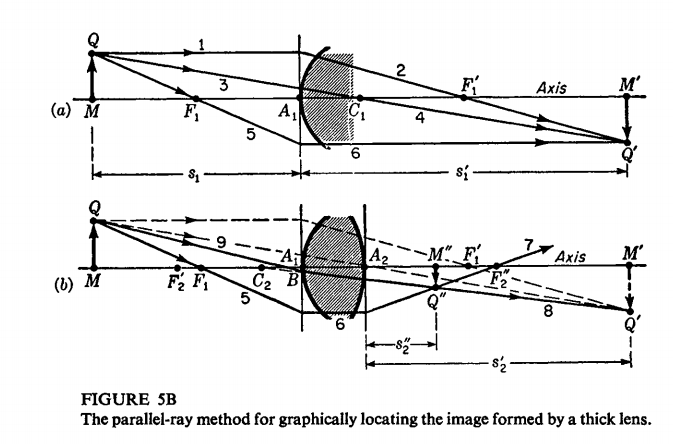 Q
1
2
3
F₁′
Axis
M′
(a)
M
F₁
A₁
C₁
4
5
6
Q′
s₁
s₁′
Q
9
A₁
A₂
M″
F₁′
7
Axis
M′
(b)
M
F₂′
F₁
C₂
B
F₂″
5
6
Q″
8
Q′
s₂″
s₂′
FIGURE 5B
The parallel-ray method for graphically locating the image formed by a thick lens.